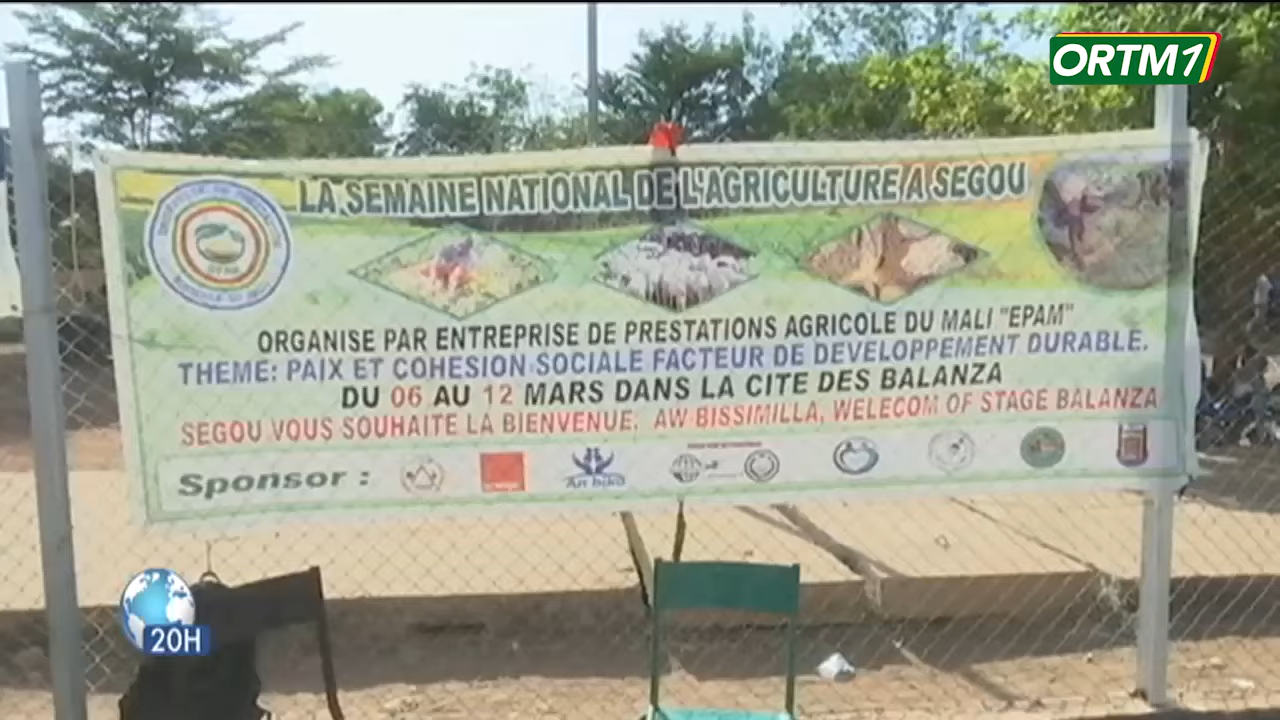 ORTM1
LA SEMAINE NATIONAL DE L'AGRICULTURE A SEGOU
ORGANISE PAR ENTREPRISE DE PRESTATIONS AGRICOLE DU MALI "EPAM"
THEME: PAIX ET COHESION SOCIALE FACTEUR DE DEVELOPPEMENT DURABLE.
DU 06 AU 12 MARS DANS LA CITE DES BALANZA
SEGOU VOUS SOUHAITE LA BIENVENUE. AW BISSIMILLA, WELECOM OF STAGE BALANZA
Sponsor :
20H